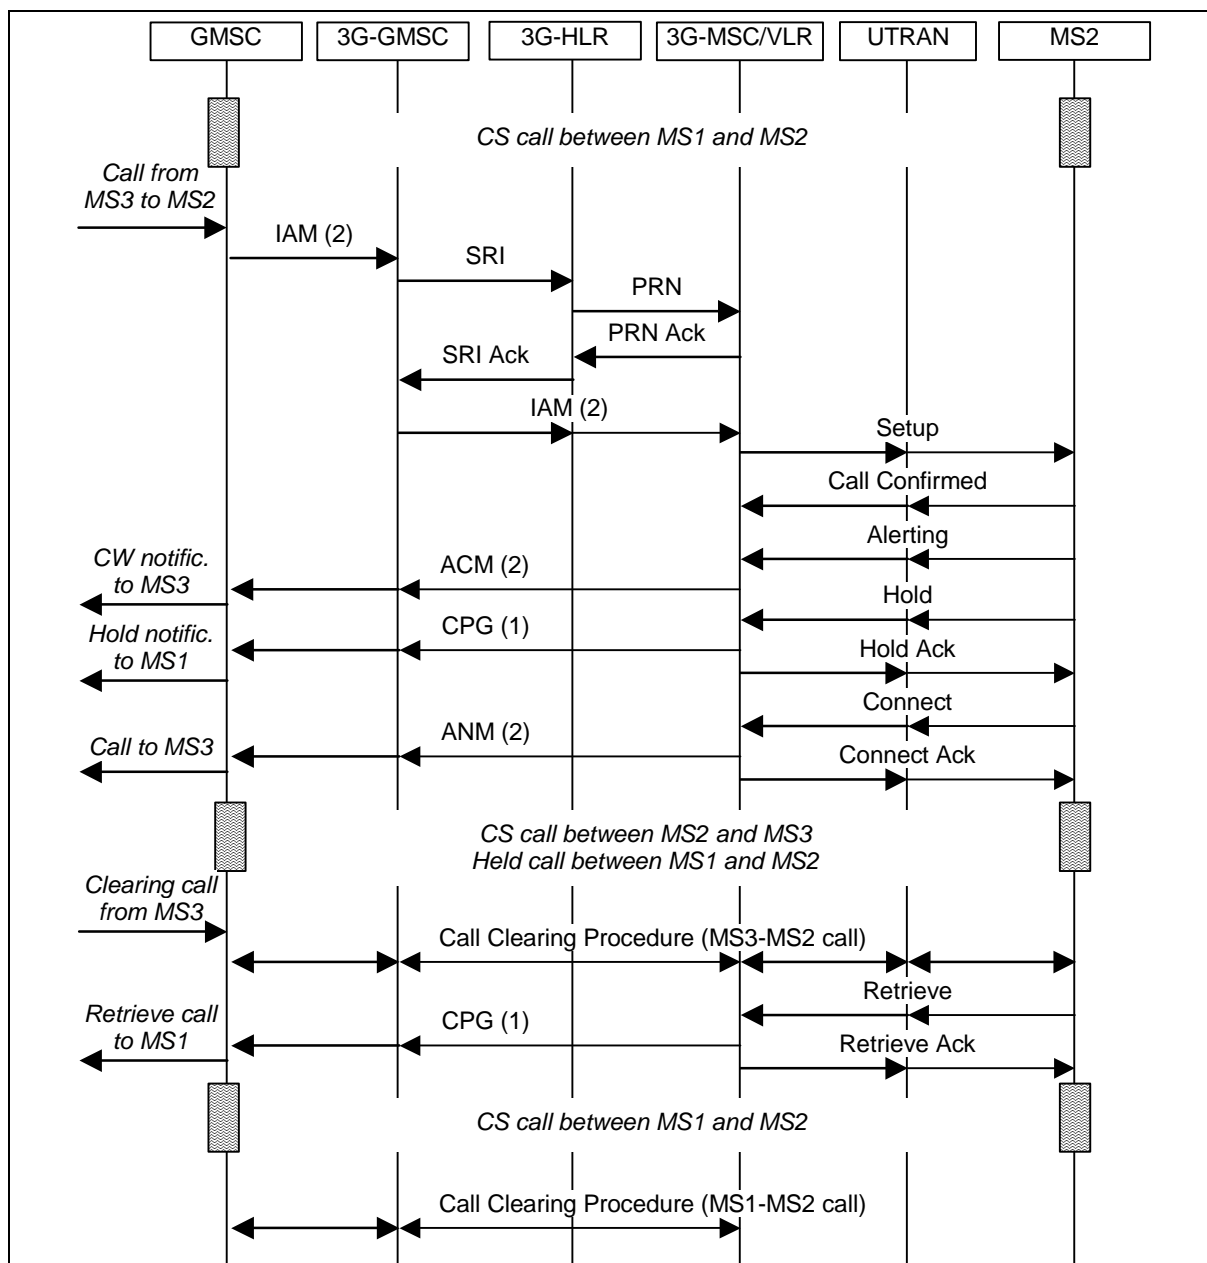 GMSC 3G-GMSC 3G-HLR 3G-MSC/VLR UTRAN MS2
CS call between MS1 and MS2
Call from
MS3 to MS2
IAM (2)
SRI
PRN
PRN Ack
SRI Ack
IAM (2)
Setup
Call Confirmed
Alerting
CW notific.
to MS3
ACM (2)
Hold
Hold notific.
to MS1
CPG (1)
Hold Ack
Connect
Call to MS3
ANM (2)
Connect Ack
CS call between MS2 and MS3
Held call between MS1 and MS2
Clearing call
from MS3
Call Clearing Procedure (MS3-MS2 call)
Retrieve
Retrieve call
to MS1
CPG (1)
Retrieve Ack
CS call between MS1 and MS2
Call Clearing Procedure (MS1-MS2 call)